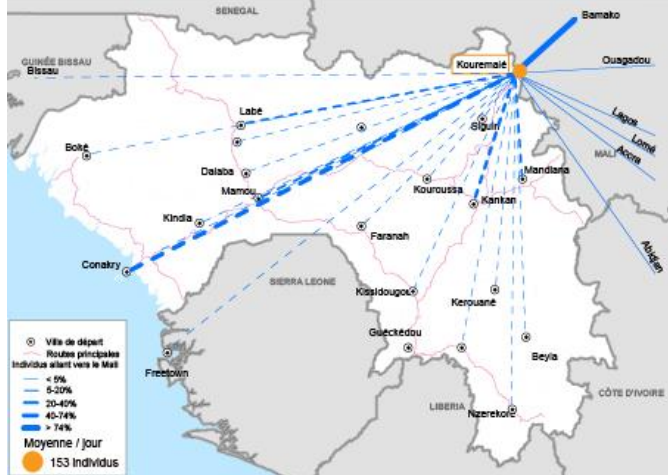 SENEGAL
Bamako
GUINÉE BISSAU
Bissau
Kouremalé
Ouagadou
Labé
Siguiri
Lagos
Lomé
Accra
MALI
Boké
Dalaba
Mamou
Kouroussa
Mandiana
Kankan
Kindia
Faranah
Abidjan
Conakry
SIERRA LEONE
Kissidougou
Kerouané
Guéckédou
Beyla
Freetown
LIBERIA
Nzerekore
CÔTE D'IVOIRE
Ville de départ
Routes principales
Individus allant vers le Mali
< 5%
5-20%
20-40%
40-74%
> 74%
Moyenne / jour
153 Individus